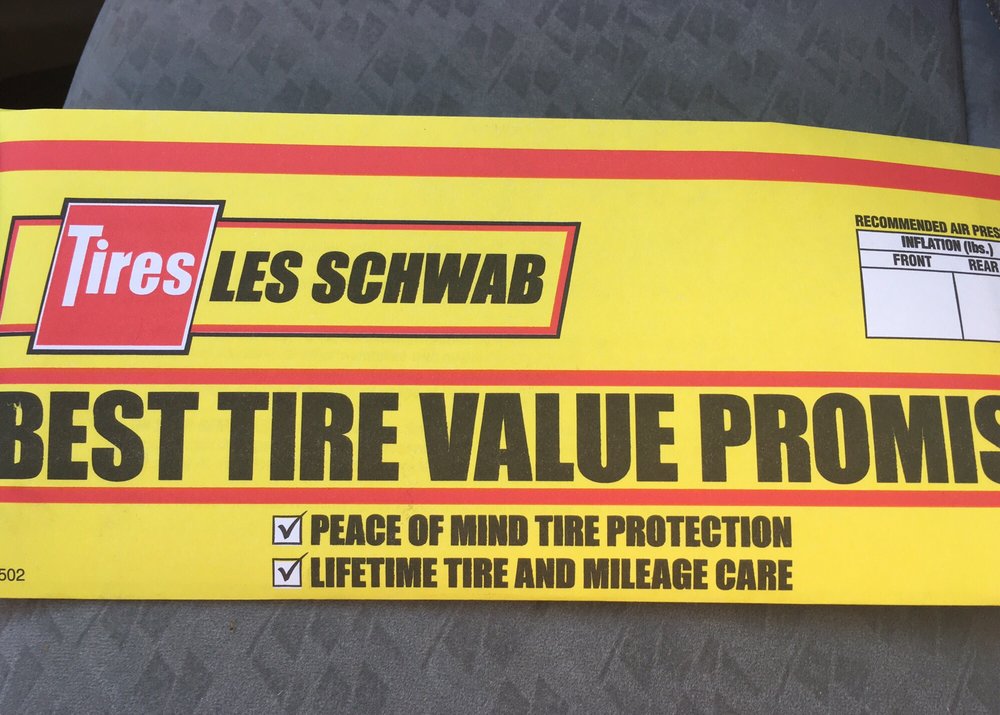 Tires LES SCHWAB
RECOMMENDED AIR PRES
INFLATION (lbs.)
FRONT REAR
BEST TIRE VALUE PROMIS
PEACE OF MIND TIRE PROTECTION
LIFETIME TIRE AND MILEAGE CARE
502